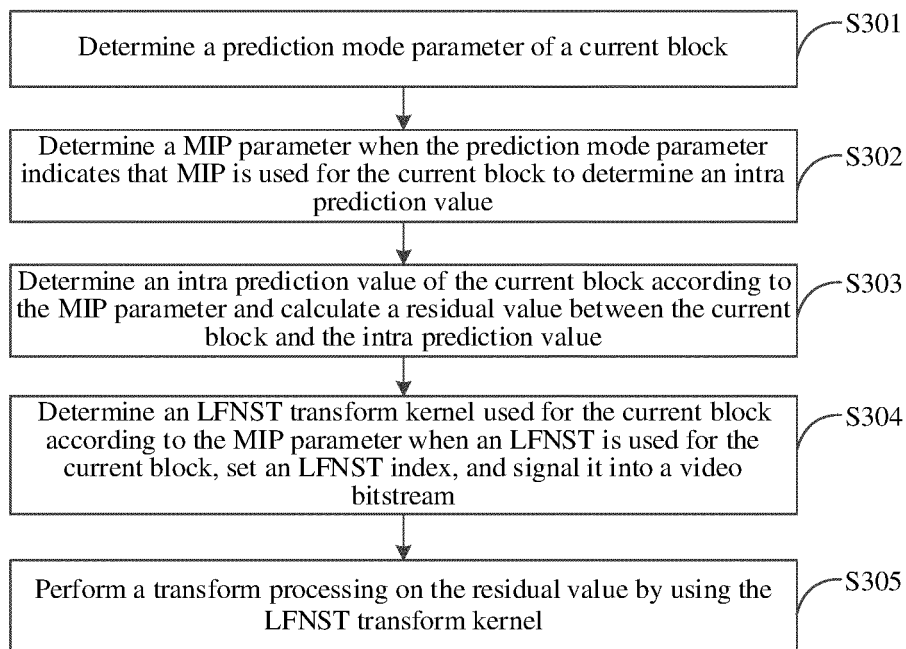 Determine a prediction mode parameter of a current block
S301
Determine a MIP parameter when the prediction mode parameter
indicates that MIP is used for the current block to determine an intra
prediction value
S302
Determine an intra prediction value of the current block according to
the MIP parameter and calculate a residual value between the current
block and the intra prediction value
S303
Determine an LFNST transform kernel used for the current block
according to the MIP parameter when an LFNST is used for the
current block, set an LFNST index, and signal it into a video
bitstream
S304
Perform a transform processing on the residual value by using the
LFNST transform kernel
S305